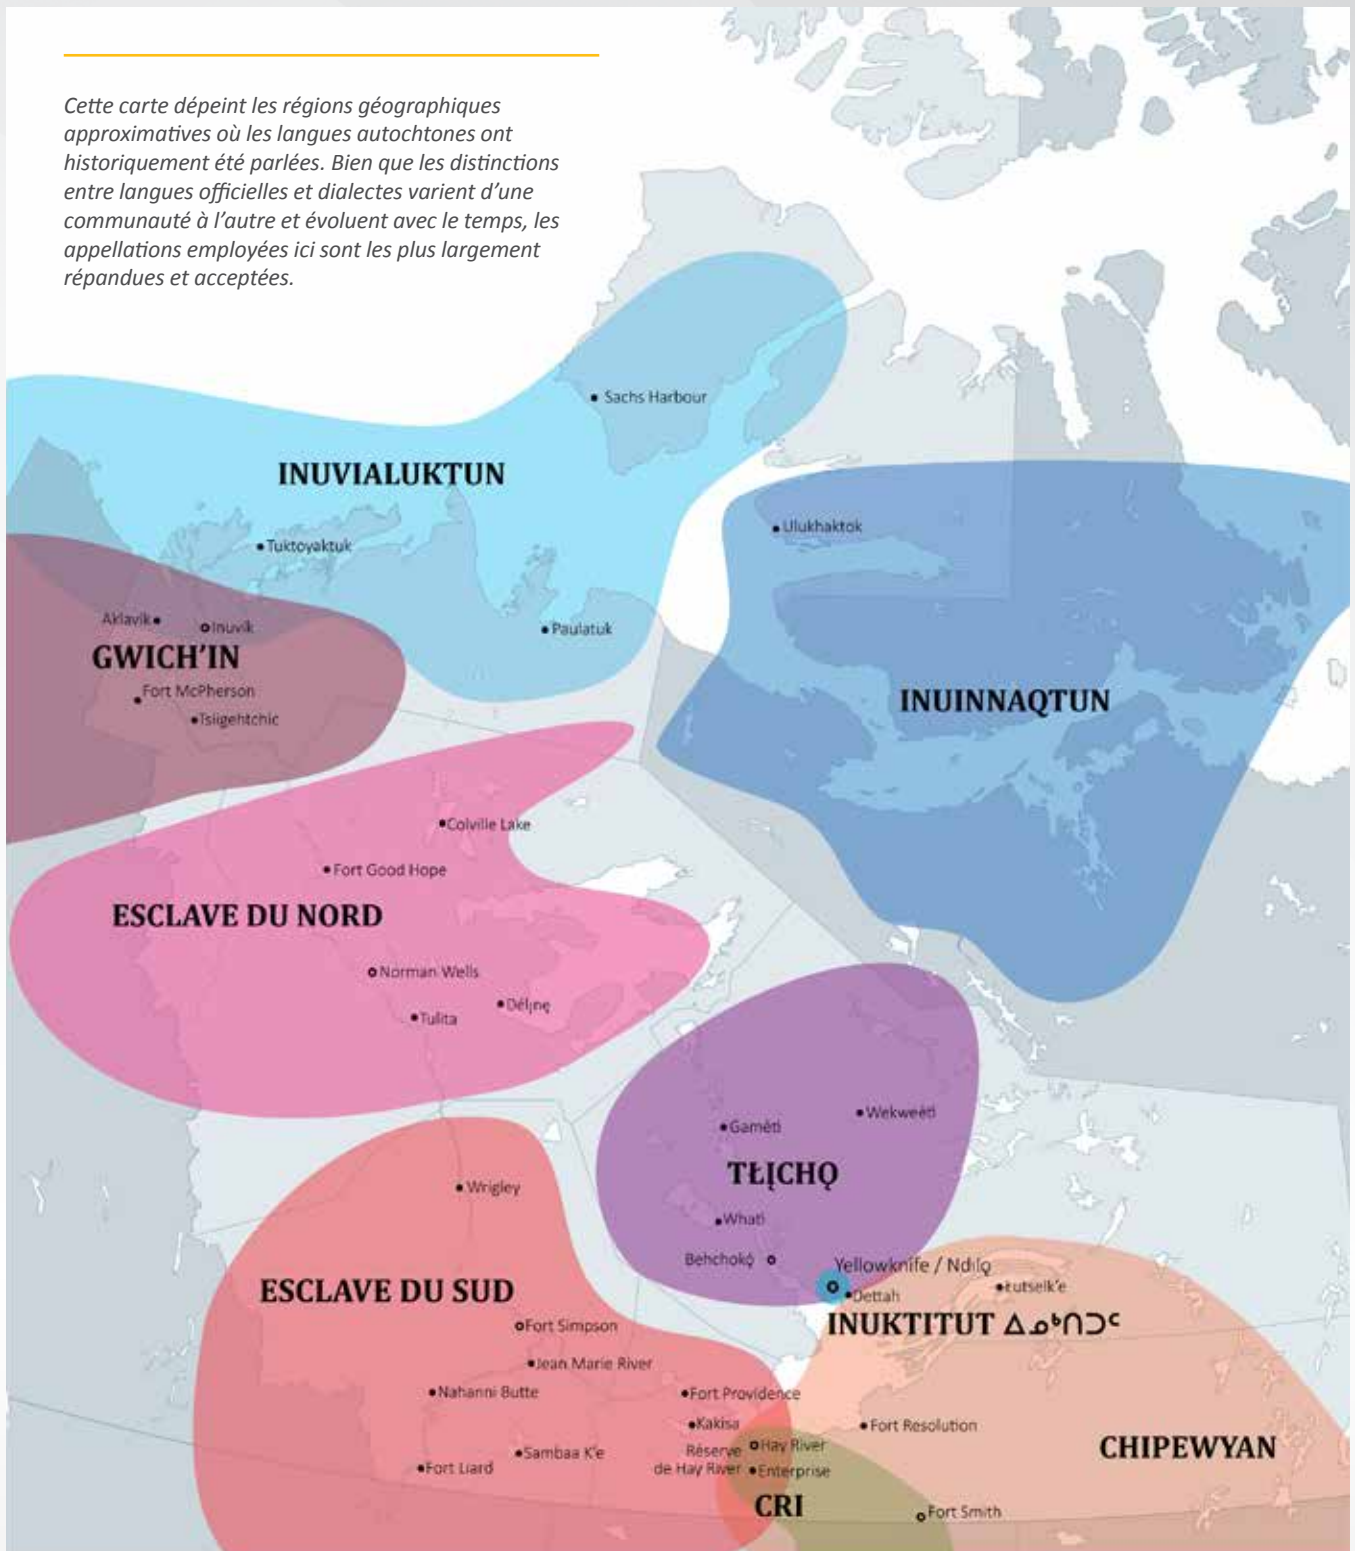 Cette carte dépeint les régions géographiques
approximatives où les langues autochtones ont
historiquement été parlées. Bien que les distinctions
entre langues officielles et dialectes varient d’une
communauté à l’autre et évoluent avec le temps, les
appellations employées ici sont les plus largement
répandues et acceptées.
Sachs Harbour
INUVIALUKTUN
Ulukhaktok
Tuktoyaktuk
Aklavik
Inuvik
Paulatuk
GWICH’IN
Fort McPherson
Tsiigehtchic
INUINNAQTUN
Colville Lake
Fort Good Hope
ESCLAVE DU NORD
Norman Wells
Délı̨nę
Tulita
Wekweètì
Gamètì
TŁĮCHǪ
Wrigley
Whatì
Behchokǫ̀
Yellowknife / Ndilǫ
Dettah
Łutselk’e
ESCLAVE DU SUD
INUKTITUT ᐃᓄᒃᑎᑐᑦ
Fort Simpson
Jean Marie River
Nahanni Butte
Fort Providence
Kakisa
Fort Resolution
Hay River
Réserve
de Hay River
CHIPEWYAN
Sambaa K’e
Fort Liard
Enterprise
CRI
Fort Smith